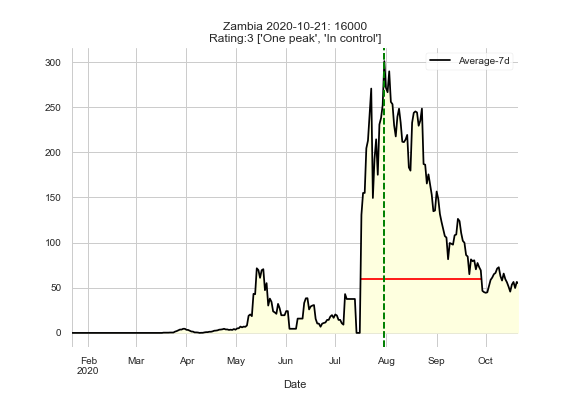 Zambia 2020-10-21: 16000
Rating:3 ['One peak', 'In control']
Average-7d
300
250
200
150
100
50
0
Feb Mar Apr May Jun Jul Aug Sep Oct
2020
Date